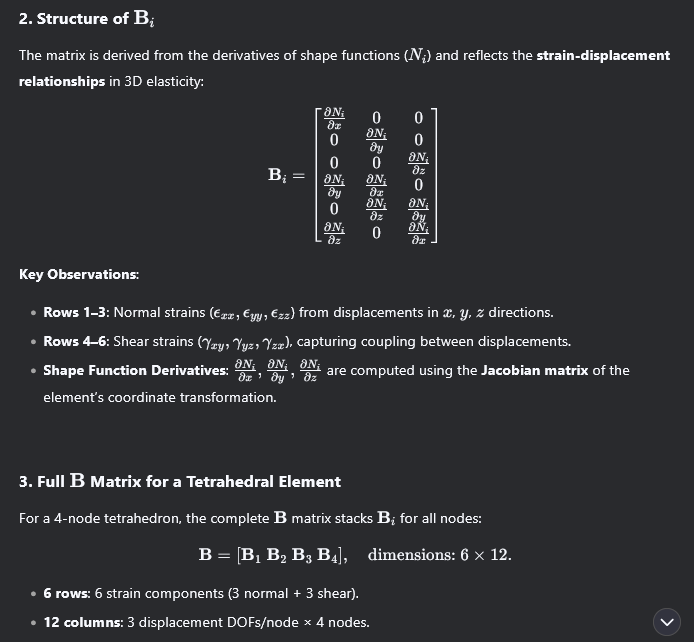 2. Structure of Bᵢ
The matrix is derived from the derivatives of shape functions (Nᵢ) and reflects the strain-displacement
relationships in 3D elasticity:
Bᵢ = [
∂Nᵢ/∂x 0 0
0 ∂Nᵢ/∂y 0
0 0 ∂Nᵢ/∂z
∂Nᵢ/∂y ∂Nᵢ/∂x 0
0 ∂Nᵢ/∂z ∂Nᵢ/∂y
∂Nᵢ/∂z 0 ∂Nᵢ/∂x
]
Key Observations:
• Rows 1–3: Normal strains (ϵₓₓ, ϵ_yy, ϵ_zz) from displacements in x, y, z directions.
• Rows 4–6: Shear strains (γ_xy, γ_yz, γ_zx), capturing coupling between displacements.
• Shape Function Derivatives: ∂Nᵢ/∂x, ∂Nᵢ/∂y, ∂Nᵢ/∂z are computed using the Jacobian matrix of the
element's coordinate transformation.
3. Full B Matrix for a Tetrahedral Element
For a 4-node tetrahedron, the complete B matrix stacks Bᵢ for all nodes:
B = [B₁ B₂ B₃ B₄], dimensions: 6 × 12.
• 6 rows: 6 strain components (3 normal + 3 shear).
• 12 columns: 3 displacement DOFs/node × 4 nodes.